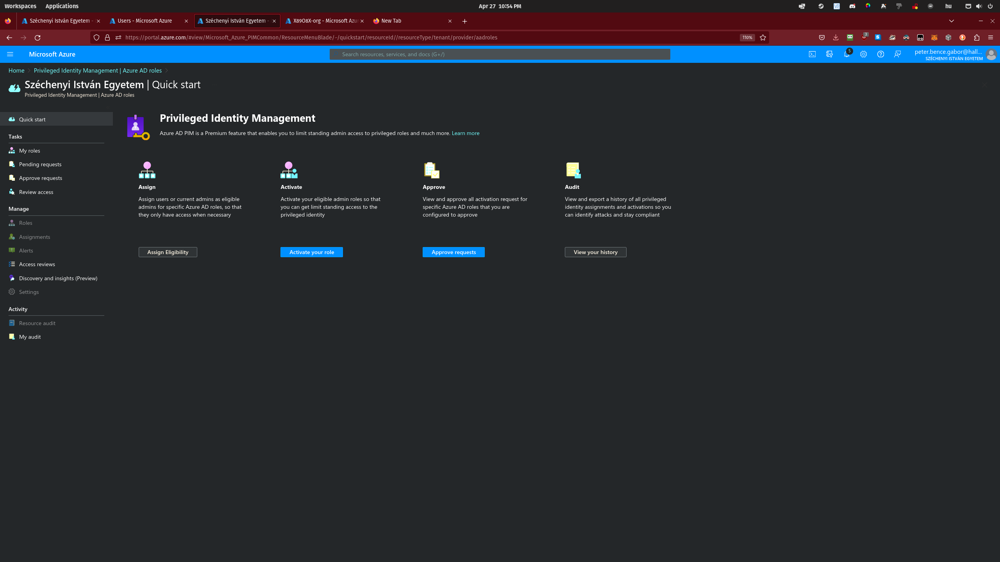 Workspaces Applications Apr 27 10:54 PM hu
Széchenyi István Egyetem - Users - Microsoft Azure Széchenyi István Egyetem - X89O8X-org - Microsoft Azur New Tab
https://portal.azure.com/#view/Microsoft_Azure_PIMCommon/ResourceMenuBlade/~/quickstart/resourceId//resourceType/tenant/provider/aadroles 110% 3
Microsoft Azure Search resources, services, and docs (G+/) 5 peter.bence.gabor@hall...
SZÉCHENYI ISTVÁN EGYETEM
Home Privileged Identity Management | Azure AD roles
Széchenyi István Egyetem | Quick start
Privileged Identity Management | Azure AD roles
Quick start
Tasks
My roles
Pending requests
Approve requests
Review access
Manage
Roles
Assignments
Alerts
Access reviews
Discovery and insights (Preview)
Settings
Activity
Resource audit
My audit
Privileged Identity Management
Azure AD PIM is a Premium feature that enables you to limit standing admin access to privileged roles and much more. Learn more
Assign
Assign users or current admins as eligible
admins for specific Azure AD roles, so that
they only have access when necessary
Assign Eligibility
Activate
Activate your eligible admin roles so that
you can get limit standing access to the
privileged identity
Activate your role
Approve
View and approve all activation request for
specific Azure AD roles that you are
configured to approve
Approve requests
Audit
View and export a history of all privileged
identity assignments and activations so you
can identify attacks and stay compliant
View your history